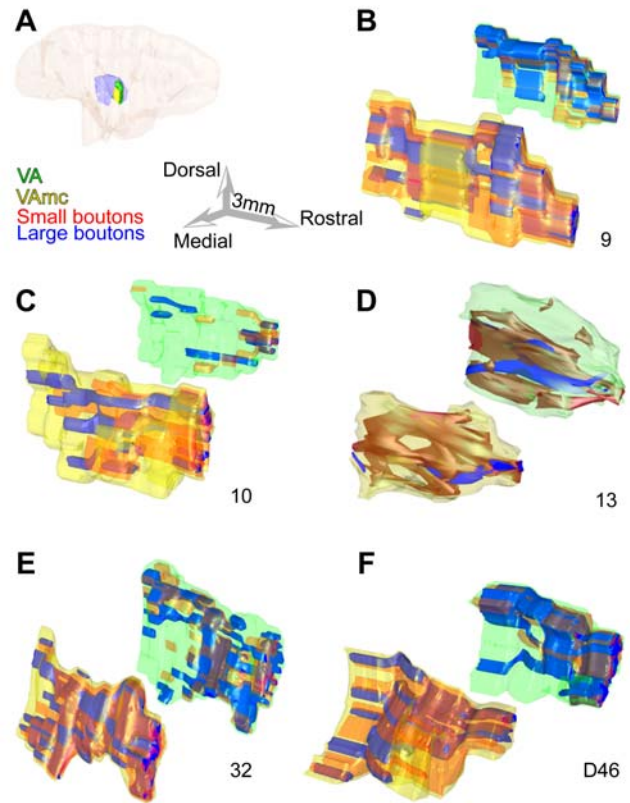 A
B
VA
VAmc
Small boutons
Large boutons
Dorsal
3mm
Medial
Rostral
9
C
D
10
13
E
F
32
D46